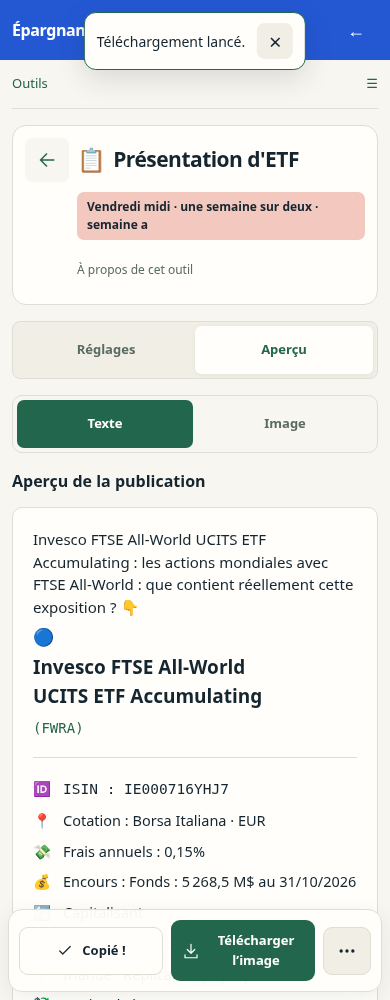 Épargnan
Téléchargement lancé.
Outils
Présentation d'ETF
Vendredi midi · une semaine sur deux ·
semaine a
À propos de cet outil
Réglages
Aperçu
Texte
Image
Aperçu de la publication
Invesco FTSE All-World UCITS ETF
Accumulating : les actions mondiales avec
FTSE All-World : que contient réellement cette
exposition ? 👇
🔵
Invesco FTSE All-World
UCITS ETF Accumulating
(FWRA)
🆔 ISIN : IE000716YHJ7
📍 Cotation : Borsa Italiana · EUR
💸 Frais annuels : 0,15%
💰 Encours : Fonds : 5 268,5 M$ au 31/10/2026
Capitalisant
Copié !
Télécharger
l’image